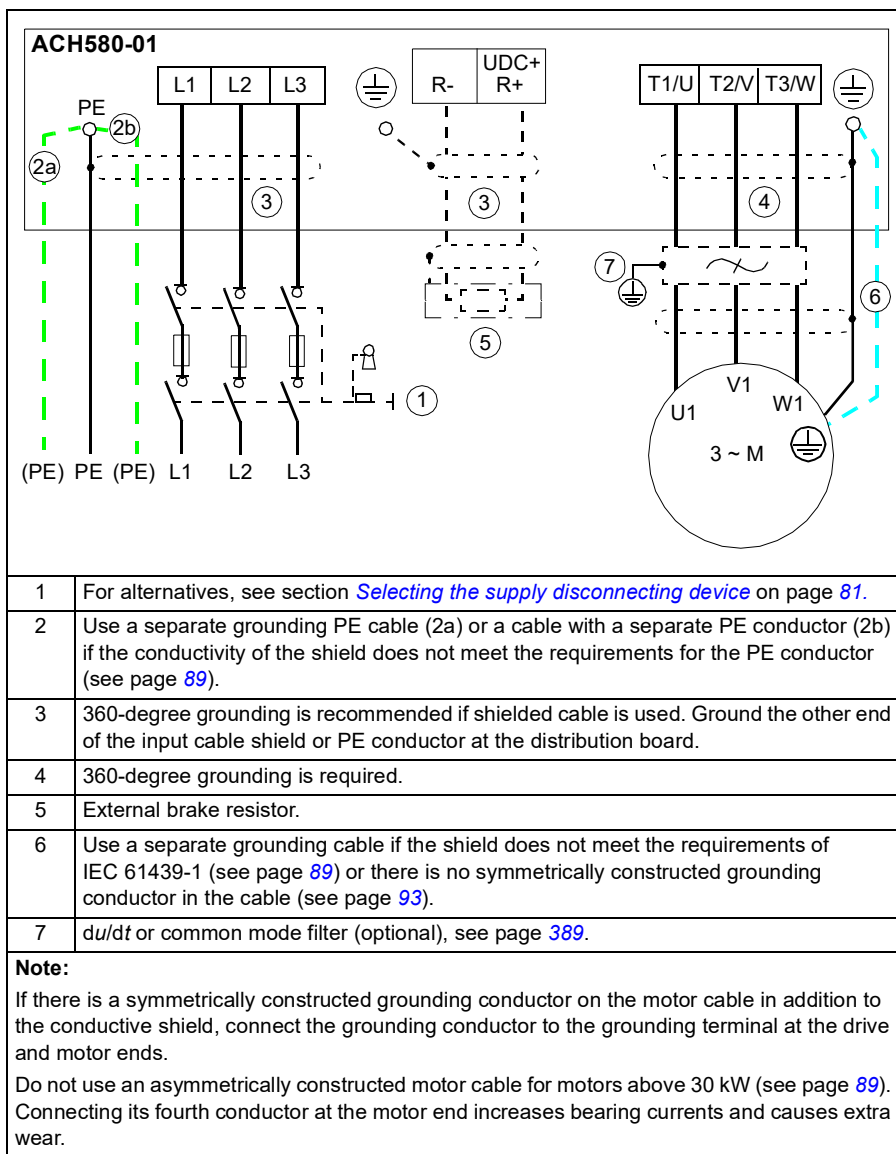 ACH580-01
L1 L2 L3
R- UDC+
R+
T1/U T2/V T3/W
PE
2b
2a
3
3
4
7
6
5
1
V1
U1 W1
3 ~ M
(PE) PE (PE) L1 L2 L3
1 For alternatives, see section Selecting the supply disconnecting device on page 81.
2 Use a separate grounding PE cable (2a) or a cable with a separate PE conductor (2b)
if the conductivity of the shield does not meet the requirements for the PE conductor
(see page 89).
3 360-degree grounding is recommended if shielded cable is used. Ground the other end
of the input cable shield or PE conductor at the distribution board.
4 360-degree grounding is required.
5 External brake resistor.
6 Use a separate grounding cable if the shield does not meet the requirements of
IEC 61439-1 (see page 89) or there is no symmetrically constructed grounding
conductor in the cable (see page 93).
7 du/dt or common mode filter (optional), see page 389.
Note:
If there is a symmetrically constructed grounding conductor on the motor cable in addition to
the conductive shield, connect the grounding conductor to the grounding terminal at the drive
and motor ends.
Do not use an asymmetrically constructed motor cable for motors above 30 kW (see page 89).
Connecting its fourth conductor at the motor end increases bearing currents and causes extra
wear.